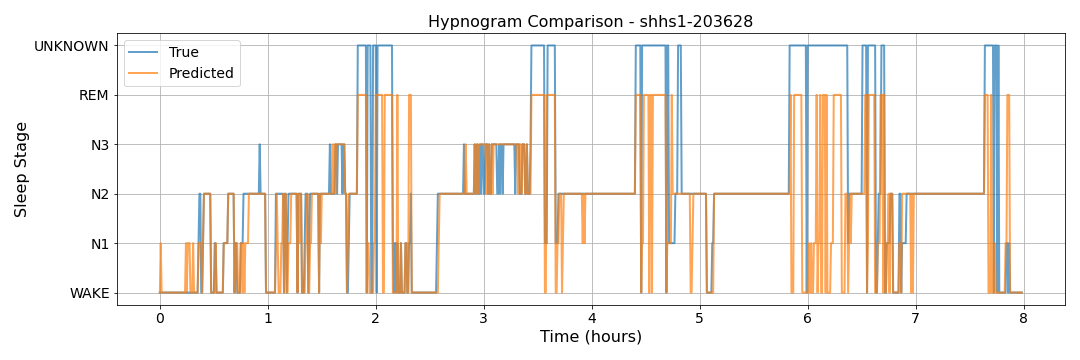 Hypnogram Comparison - shhs1-203628
True
Predicted
UNKNOWN
REM
N3
N2
N1
WAKE
Sleep Stage
0 1 2 3 4 5 6 7 8
Time (hours)